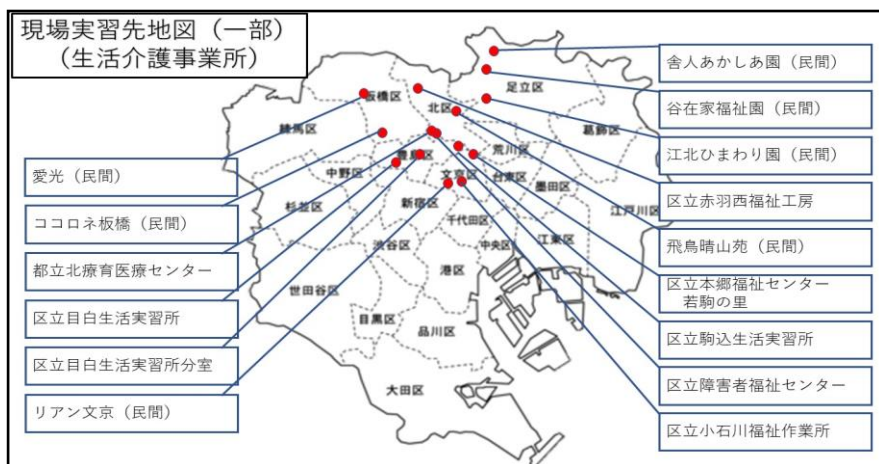 現場実習先地図（一部）
（生活介護事業所）
愛光（民間）
ココロネ板橋（民間）
都立北療育医療センター
区立目白生活実習所
区立目白生活実習所分室
リアン文京（民間）
板橋区
北区
足立区
練馬区
葛飾区
豊島区
荒川区
中野区
文京区
台東区
墨田区
杉並区
新宿区
江戸川区
千代田区
渋谷区
中央区
江東区
港区
世田谷区
目黒区
品川区
大田区
舎人あかしあ園（民間）
谷在家福祉園（民間）
江北ひまわり園（民間）
区立赤羽西福祉工房
飛鳥晴山苑（民間）
区立本郷福祉センター
若駒の里
区立駒込生活実習所
区立障害者福祉センター
区立小石川福祉作業所